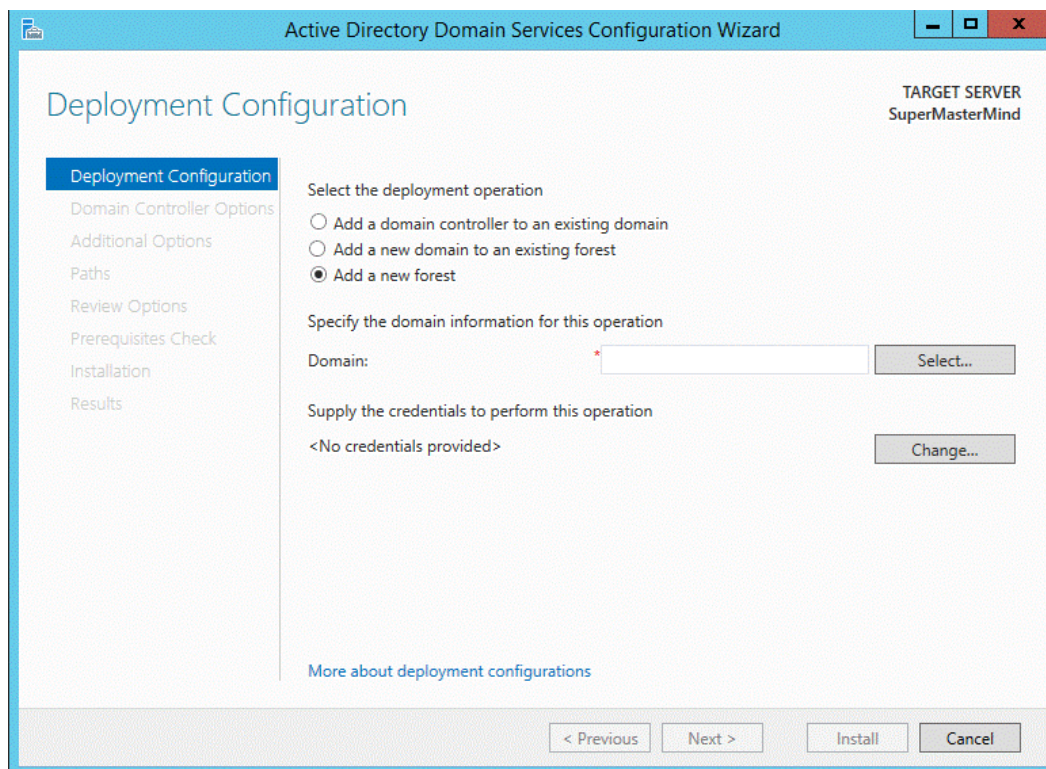 Active Directory Domain Services Configuration Wizard
Deployment Configuration
TARGET SERVER
SuperMasterMind
Deployment Configuration
Domain Controller Options
Additional Options
Paths
Review Options
Prerequisites Check
Installation
Results
Select the deployment operation
Add a domain controller to an existing domain
Add a new domain to an existing forest
Add a new forest
Specify the domain information for this operation
Domain: * Select...
Supply the credentials to perform this operation
<No credentials provided> Change...
More about deployment configurations
< Previous Next > Install Cancel